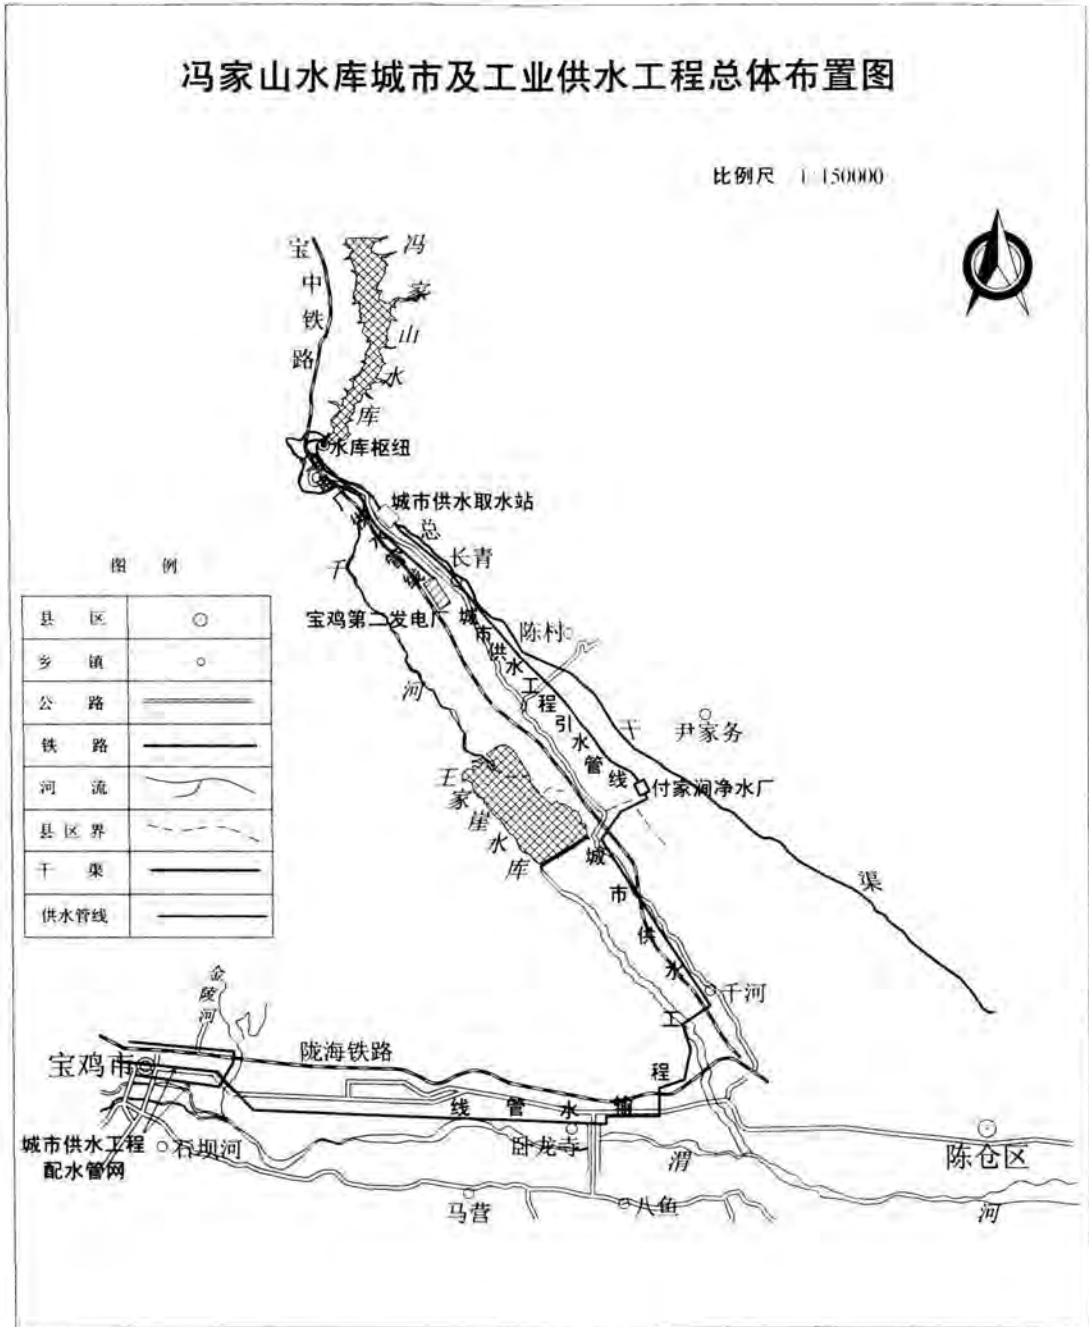 冯家山水库城市及工业供水工程总体布置图
比例尺 1:150000
宝中铁路
冯家山水库
水库枢纽
城市供水取水站
总
长青
千
宝鸡第二发电厂
陈村
城市供水工程引水管线
河
干
尹家务
王家崖水库
付家涧净水厂
渠
城市供水工程输水管线
千河
金陵河
陇海铁路
宝鸡市
卧龙寺
渭
陈仓区
城市供水工程
配水管网
石坝河
马营
八鱼
河
图 例
县 区
乡 镇
公 路
铁 路
河 流
县区界
干 渠
供水管线